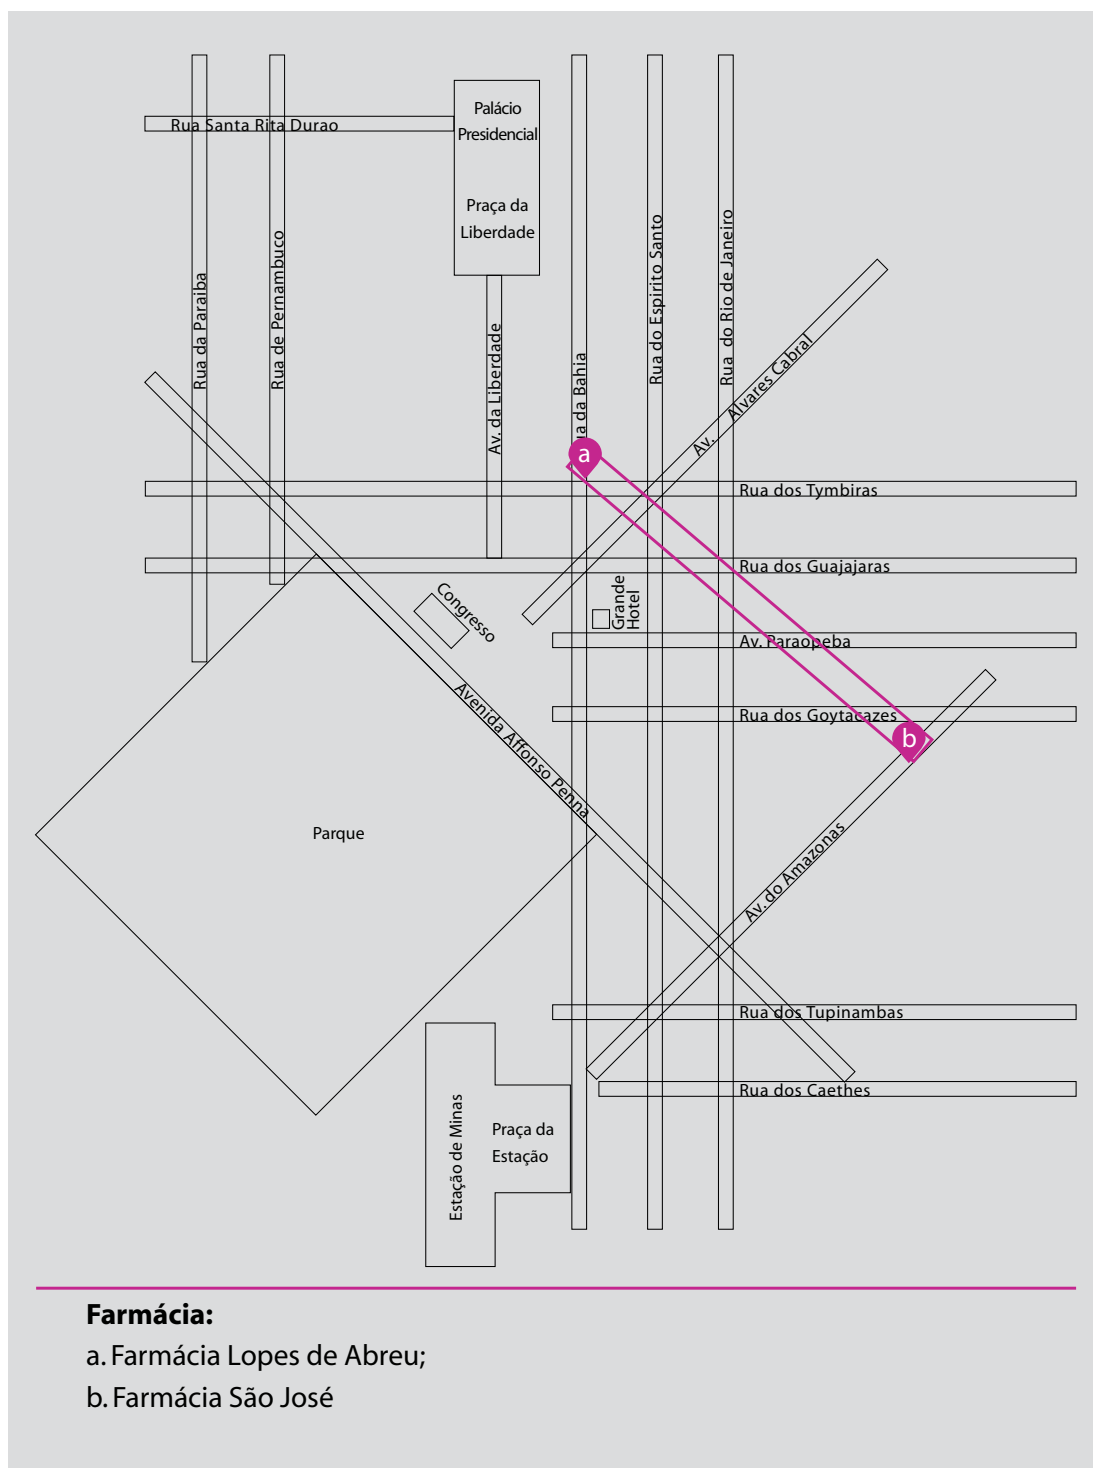 Palácio
Presidencial
Rua Santa Rita Durao
Praça da
Liberdade
Rua da Paraiba
Rua de Pernambuco
Av. da Liberdade
ua da Bahia
Rua do Espirito Santo
Rua do Rio de Janeiro
Av. Alvares Cabral
a
Rua dos Tymbiras
Rua dos Guajajaras
Congresso
Grande
Hotel
Av. Paraopeba
Avenida Affonso Penna
Rua dos Goytacazes
b
Parque
Av. do Amazonas
Rua dos Tupinambas
Rua dos Caethes
Estação de Minas
Praça da
Estação
Farmácia:
a. Farmácia Lopes de Abreu;
b. Farmácia São José